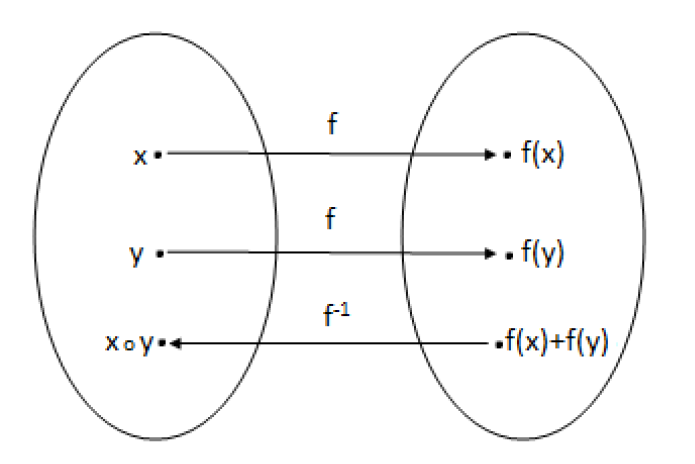 f
x f(x)
f
y f(y)
f⁻¹
x o y f(x)+f(y)